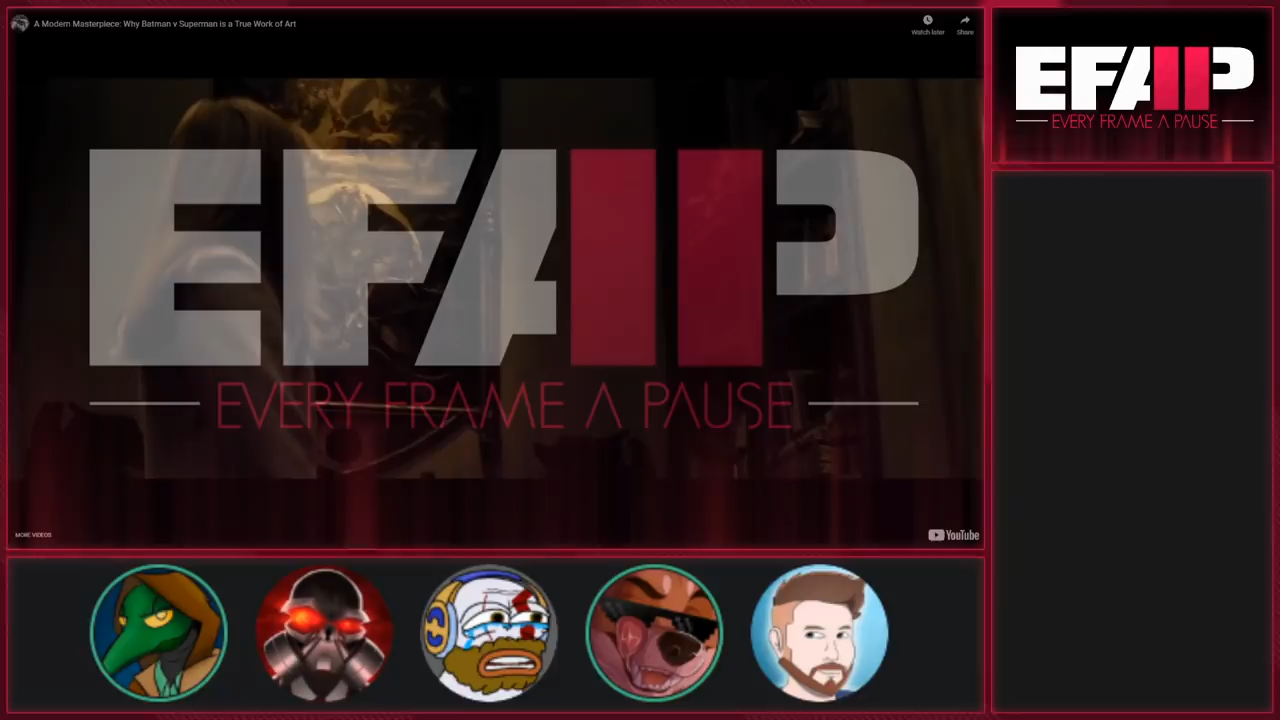 A Modern Masterpiece: Why Batman v Superman is a True Work of Art
Watch later
Share
EFAP
EVERY FRAME A PAUSE
MORE VIDEOS
YouTube
EFAP
EVERY FRAME A PAUSE